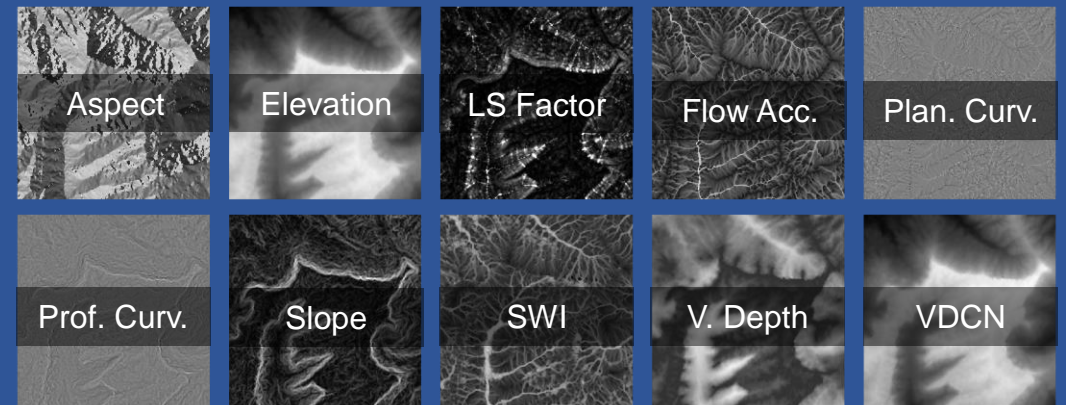 Aspect
Elevation
LS Factor
Flow Acc.
Plan. Curv.
Prof. Curv.
Slope
SWI
V. Depth
VDCN